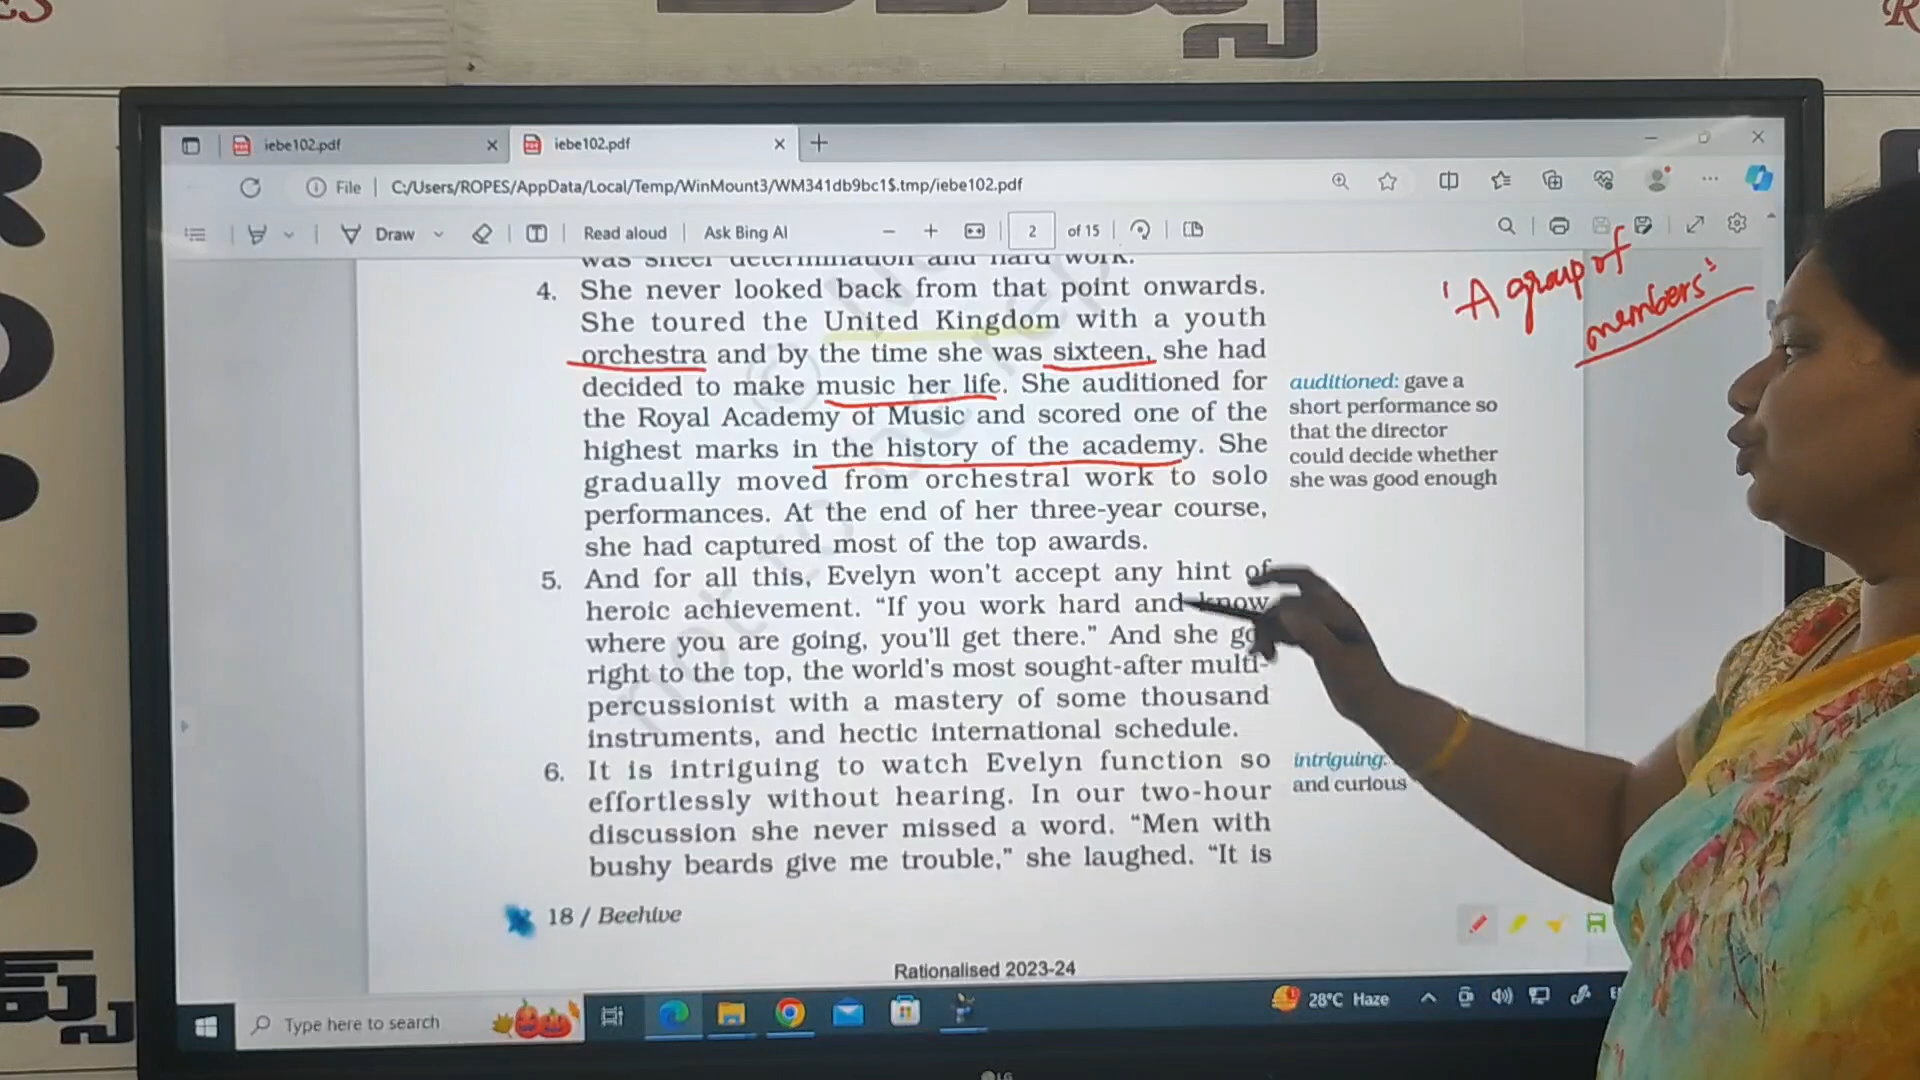 iebe102.pdf
iebe102.pdf
File
C:/Users/ROPES/AppData/Local/Temp/WinMount3/WM341db9bc1$.tmp/iebe102.pdf
Draw
Read aloud
Ask Bing AI
2
of 15
was sheer determination and hard work.
4. She never looked back from that point onwards.
She toured the United Kingdom with a youth
orchestra and by the time she was sixteen, she had
decided to make music her life. She auditioned for
the Royal Academy of Music and scored one of the
highest marks in the history of the academy. She
gradually moved from orchestral work to solo
performances. At the end of her three-year course,
she had captured most of the top awards.
5. And for all this, Evelyn won't accept any hint of
heroic achievement. “If you work hard and know
where you are going, you'll get there.” And she
right to the top, the world's most sought-after multi-
percussionist with a mastery of some thousand
instruments, and hectic international schedule.
6. It is intriguing to watch Evelyn function so
effortlessly without hearing. In our two-hour
discussion she never missed a word. “Men with
bushy beards give me trouble,” she laughed. “It is
'A group of
members'
auditioned: gave a
short performance so
that the director
could decide whether
she was good enough
intriguing:
and curious
18 / Beehive
Rationalised 2023-24
Type here to search
28°C Haze
LG